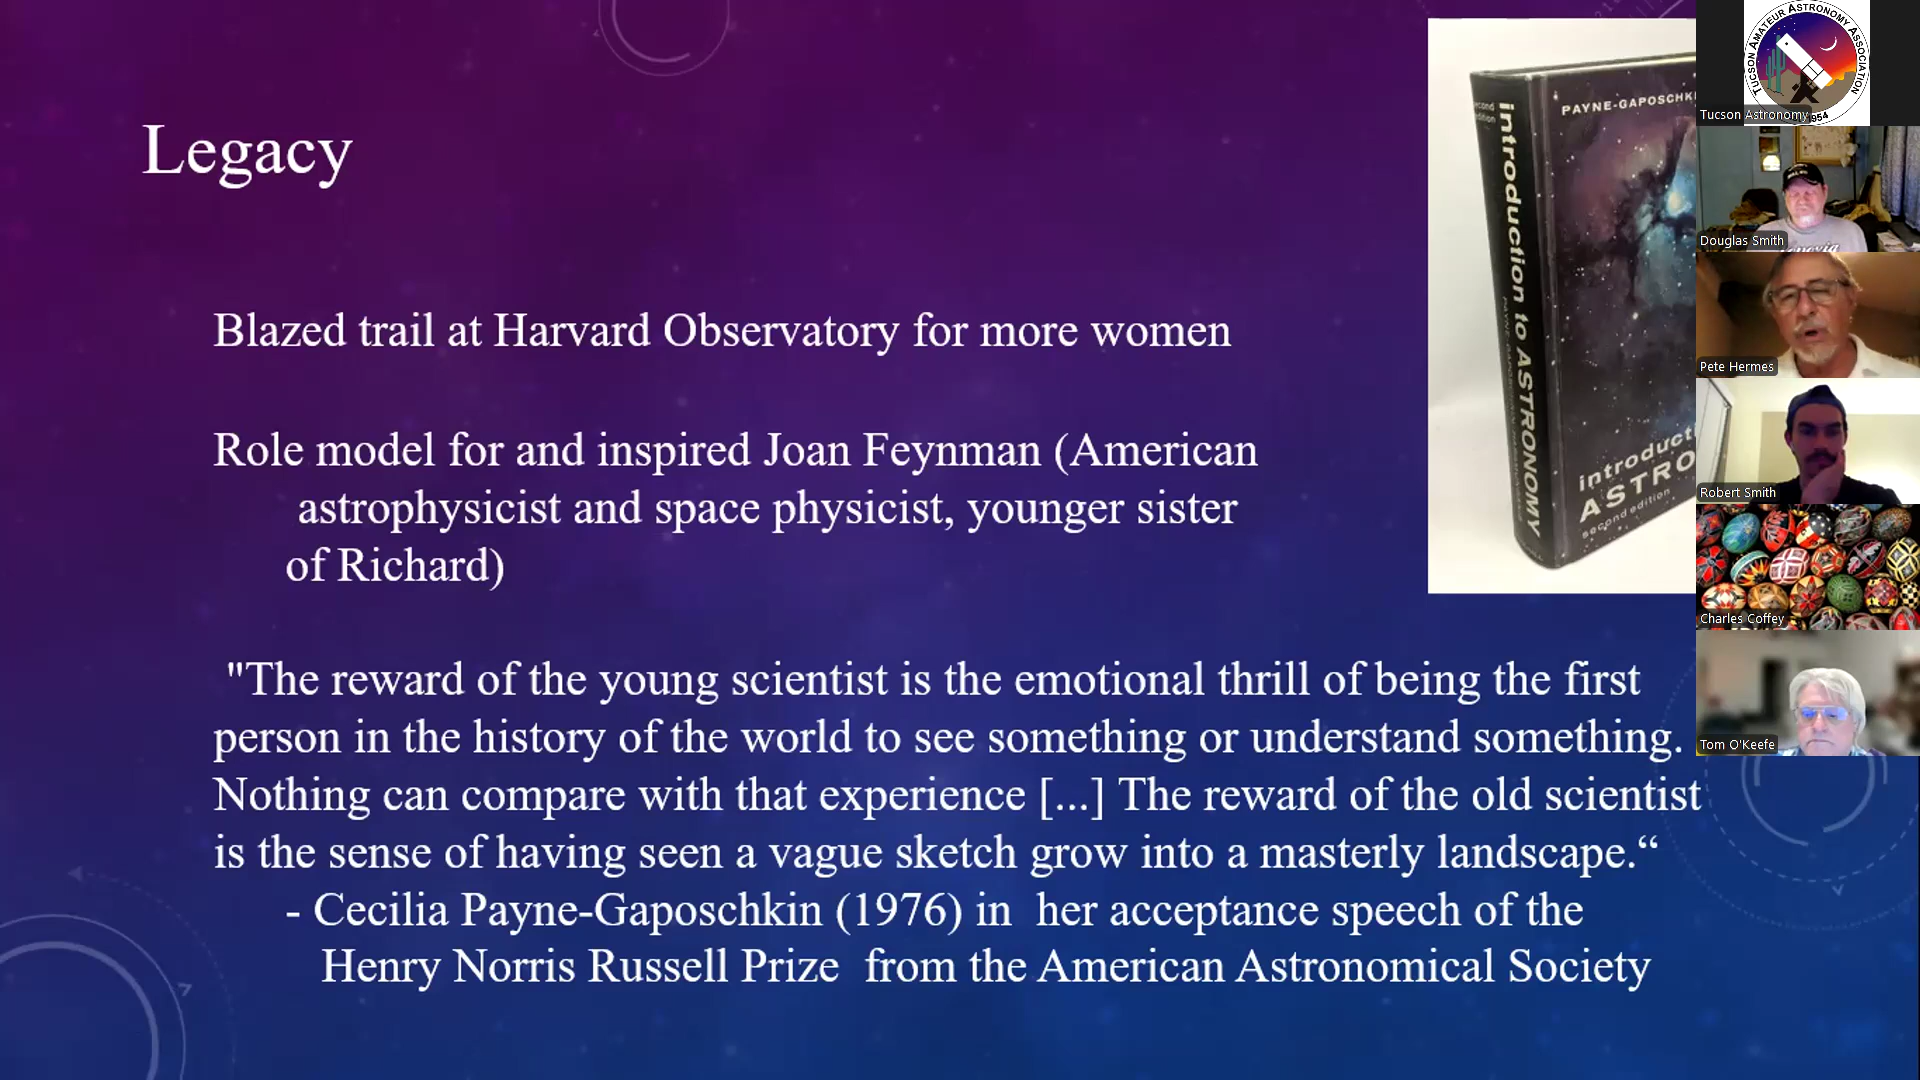 Legacy
Blazed trail at Harvard Observatory for more women
Role model for and inspired Joan Feynman (American
astrophysicist and space physicist, younger sister
of Richard)
"The reward of the young scientist is the emotional thrill of being the first
person in the history of the world to see something or understand something.
Nothing can compare with that experience [...] The reward of the old scientist
is the sense of having seen a vague sketch grow into a masterly landscape.“
- Cecilia Payne-Gaposchkin (1976) in her acceptance speech of the
Henry Norris Russell Prize from the American Astronomical Society
second
edition
introduction to ASTRONOMY
PAYNE-GAPOSCHK
introducti
ASTRO
second edition
TUCSON AMATEUR ASTRONOMY ASSOCIATION
Tucson Astronomy
Douglas Smith
Pete Hermes
Robert Smith
Charles Coffey
Tom O'Keefe